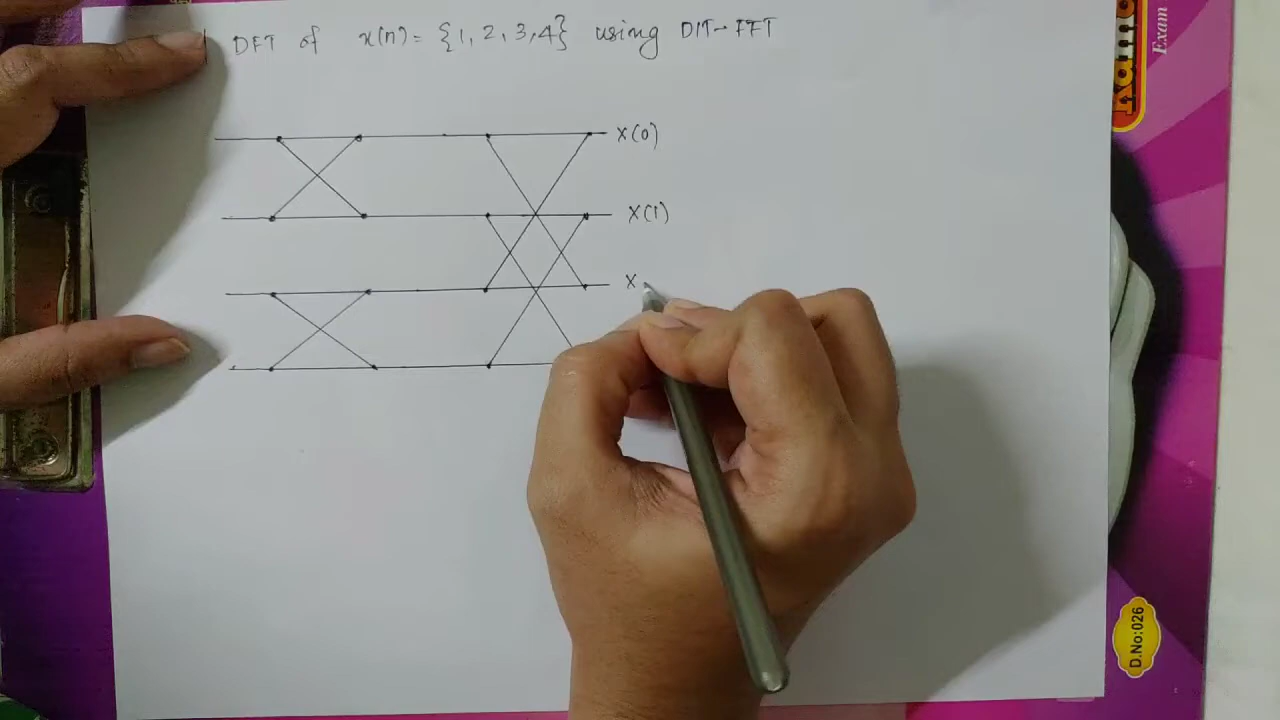 DFT of x(n) = {1, 2, 3, 4} using DIT-FFT
X(0)
X(1)
X
Exam
D.No:026